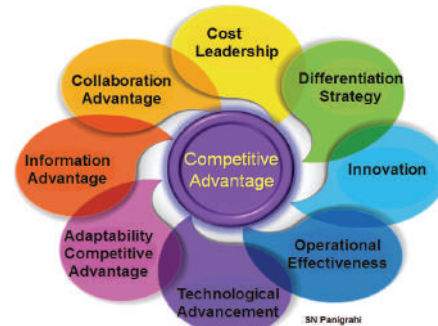 Cost
Leadership
Differentiation
Strategy
Innovation
Operational
Effectiveness
Technological
Advancement
Adaptability
Competitive
Advantage
Information
Advantage
Collaboration
Advantage
Competitive
Advantage
SN Panigrahi